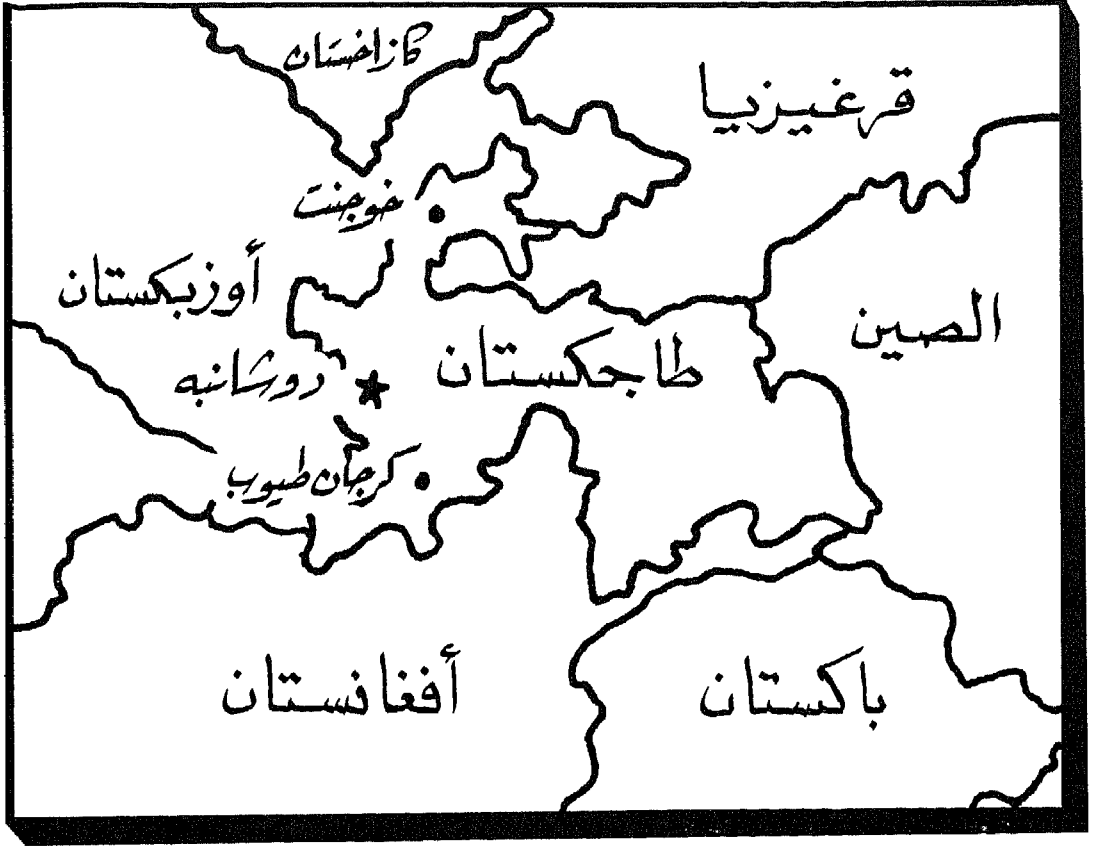 كازاخستان
قرغيزيا
خوجنت
أوزبكستان
الصين
طاجكستان
دوشانبه
كرجان طيوب
أفغانستان
باكستان